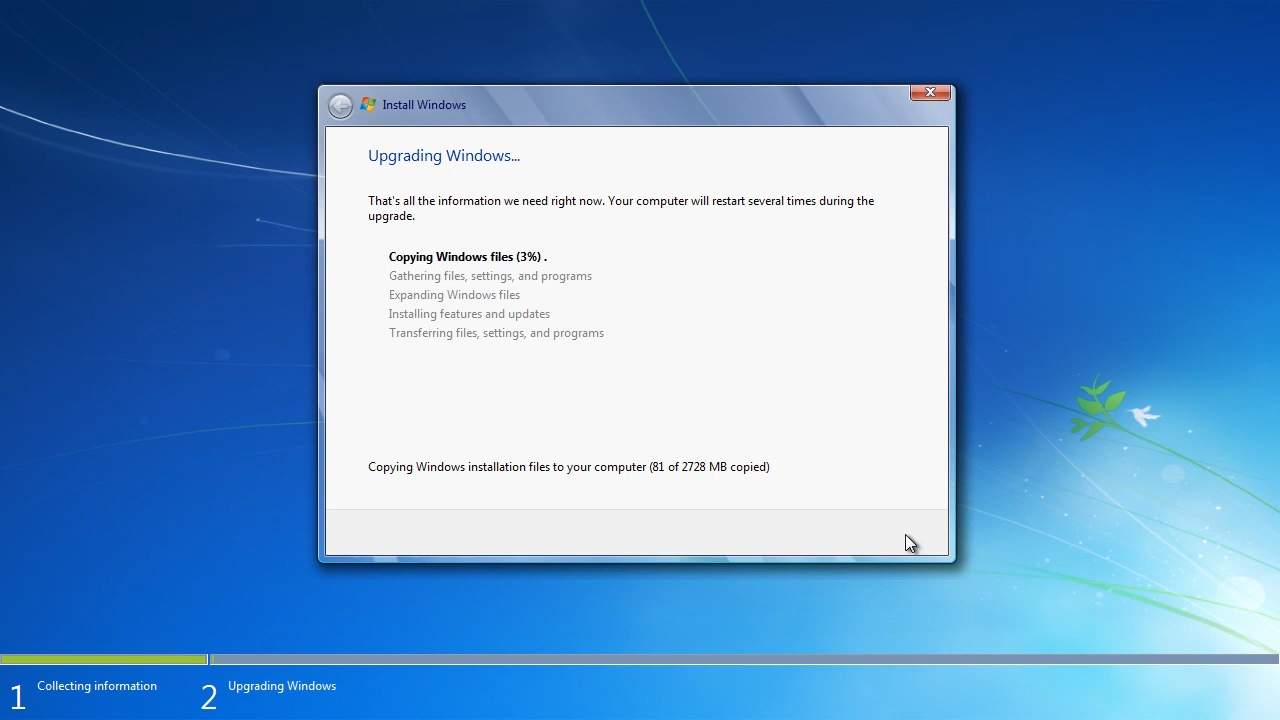 Install Windows
Upgrading Windows...
That's all the information we need right now. Your computer will restart several times during the
upgrade.
Copying Windows files (3%) .
Gathering files, settings, and programs
Expanding Windows files
Installing features and updates
Transferring files, settings, and programs
Copying Windows installation files to your computer (81 of 2728 MB copied)
1 Collecting information 2 Upgrading Windows